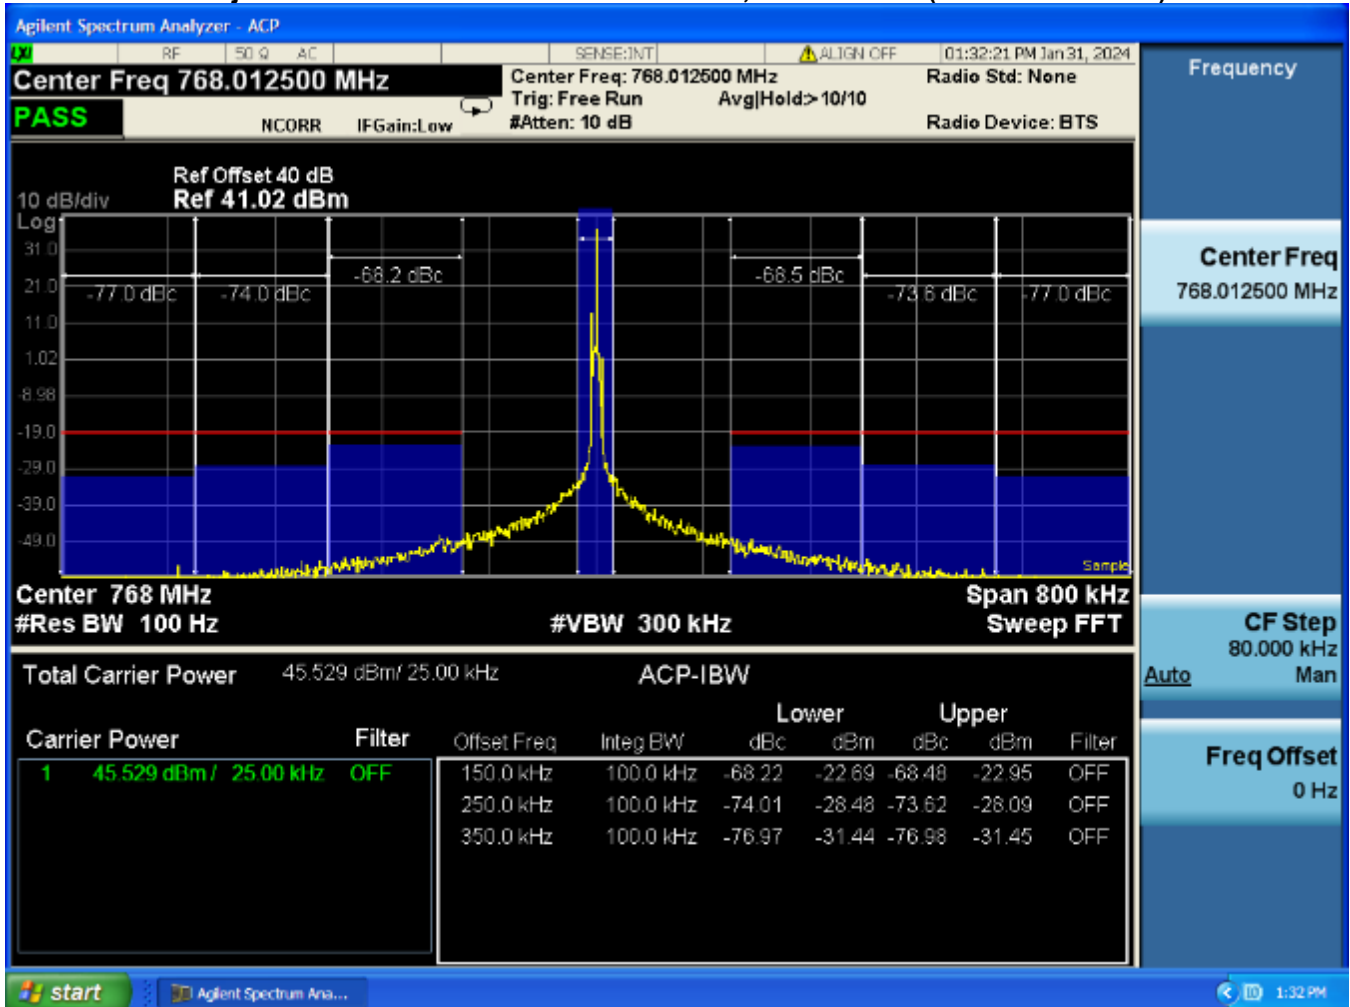 Agilent Spectrum Analyzer - ACP
LXI RF 50 Ω AC SENSE:INT ALIGN OFF 01:32:21 PM Jan 31, 2024
Center Freq 768.012500 MHz
Center Freq: 768.012500 MHz
Radio Std: None
Trig: Free Run
Avg|Hold:>10/10
PASS
NCORR IFGain:Low
#Atten: 10 dB
Radio Device: BTS
Ref Offset 40 dB
10 dB/div Ref 41.02 dBm
Log
31.0
21.0
11.0
1.02
-8.98
-19.0
-29.0
-39.0
-49.0
-77.0 dBc -74.0 dBc -68.2 dBc -68.5 dBc -73.6 dBc -77.0 dBc
Sample
Center 768 MHz Span 800 kHz
#Res BW 100 Hz #VBW 300 kHz Sweep FFT
Total Carrier Power 45.529 dBm/ 25.00 kHz ACP-IBW
Lower Upper
Carrier Power Filter Offset Freq Integ BW dBc dBm dBc dBm Filter
1 45.529 dBm / 25.00 kHz OFF 150.0 kHz 100.0 kHz -68.22 -22.69 -68.48 -22.95 OFF
250.0 kHz 100.0 kHz -74.01 -28.48 -73.62 -28.09 OFF
350.0 kHz 100.0 kHz -76.97 -31.44 -76.98 -31.45 OFF
Frequency
Center Freq
768.012500 MHz
CF Step
80.000 kHz
Auto Man
Freq Offset
0 Hz
start Agilent Spectrum Ana... 1:32 PM